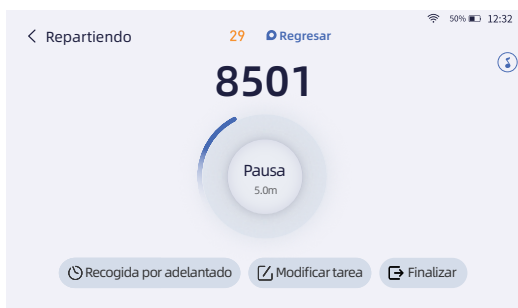 50% 12:32
Repartiendo 29 Regresar
8501
Pausa
5.0m
Recogida por adelantado Modificar tarea Finalizar